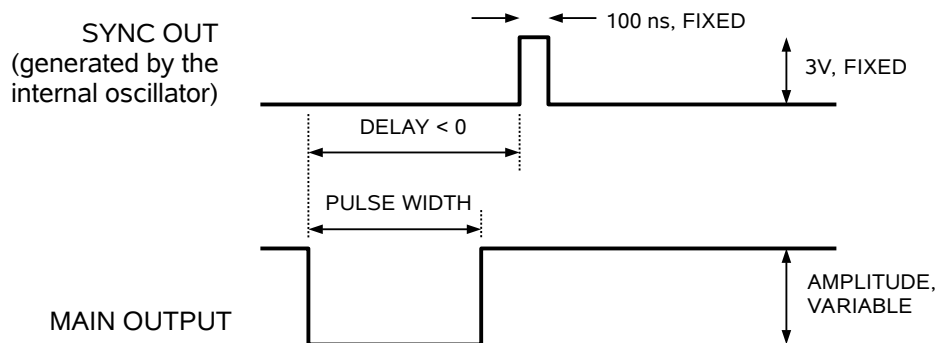 SYNC OUT
(generated by the
internal oscillator)
100 ns, FIXED
3V, FIXED
DELAY < 0
PULSE WIDTH
MAIN OUTPUT
AMPLITUDE,
VARIABLE